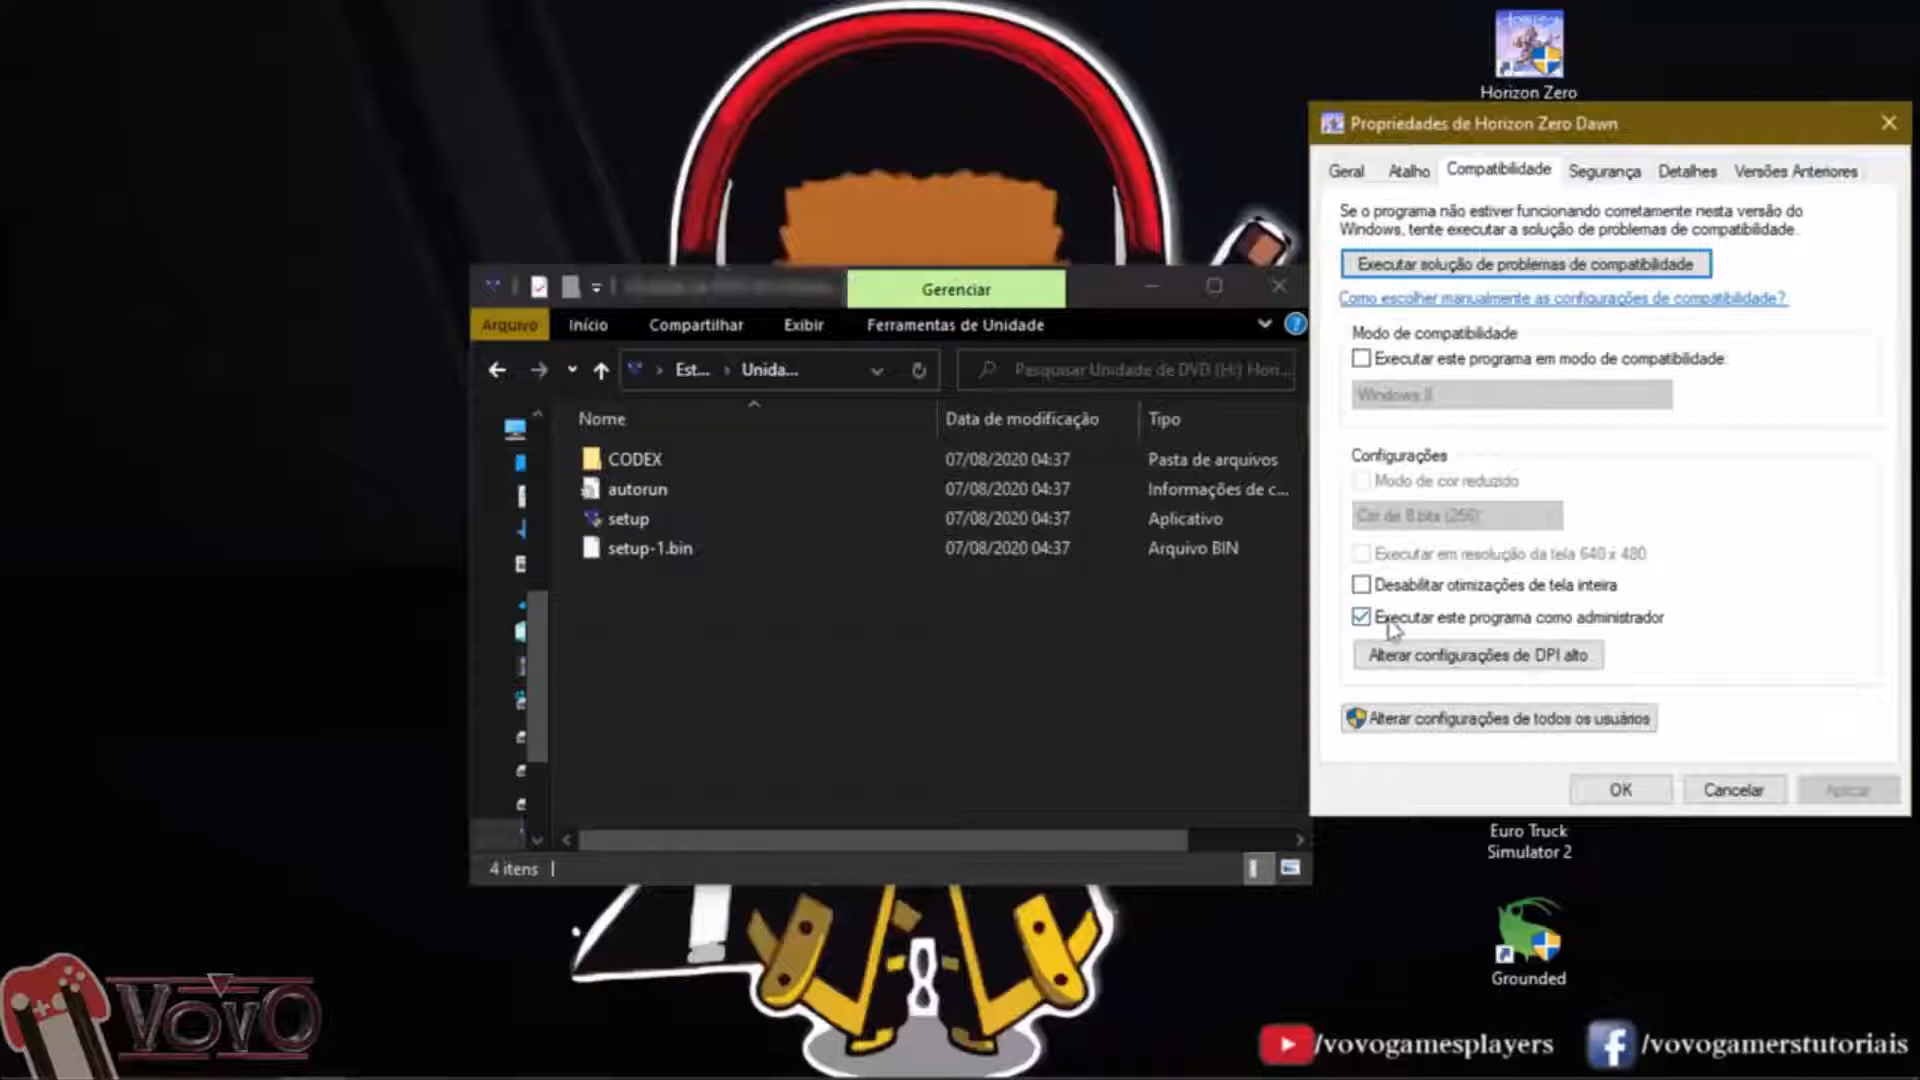 Horizon Zero
Propriedades de Horizon Zero Dawn
Geral
Atalho
Compatibilidade
Segurança
Detalhes
Versões Anteriores
Se o programa não estiver funcionando corretamente nesta versão do
Windows, tente executar a solução de problemas de compatibilidade.
Executar solução de problemas de compatibilidade
Como escolher manualmente as configurações de compatibilidade?
Modo de compatibilidade
Executar este programa em modo de compatibilidade:
Windows 8
Configurações
Modo de cor reduzido
Cor de 8 bits (256)
Executar em resolução da tela 640 x 480
Desabilitar otimizações de tela inteira
Executar este programa como administrador
Alterar configurações de DPI alto
Alterar configurações de todos os usuários
OK
Cancelar
Aplicar
Gerenciar
Arquivo
Início
Compartilhar
Exibir
Ferramentas de Unidade
Est...
Unida...
Pesquisar Unidade de DVD (H:) Hori...
Nome
Data de modificação
Tipo
CODEX
07/08/2020 04:37
Pasta de arquivos
autorun
07/08/2020 04:37
Informações de c...
setup
07/08/2020 04:37
Aplicativo
setup-1.bin
07/08/2020 04:37
Arquivo BIN
4 itens
Euro Truck
Simulator 2
Grounded
VOVO
/vovogamesplayers
/vovogamerstutoriais